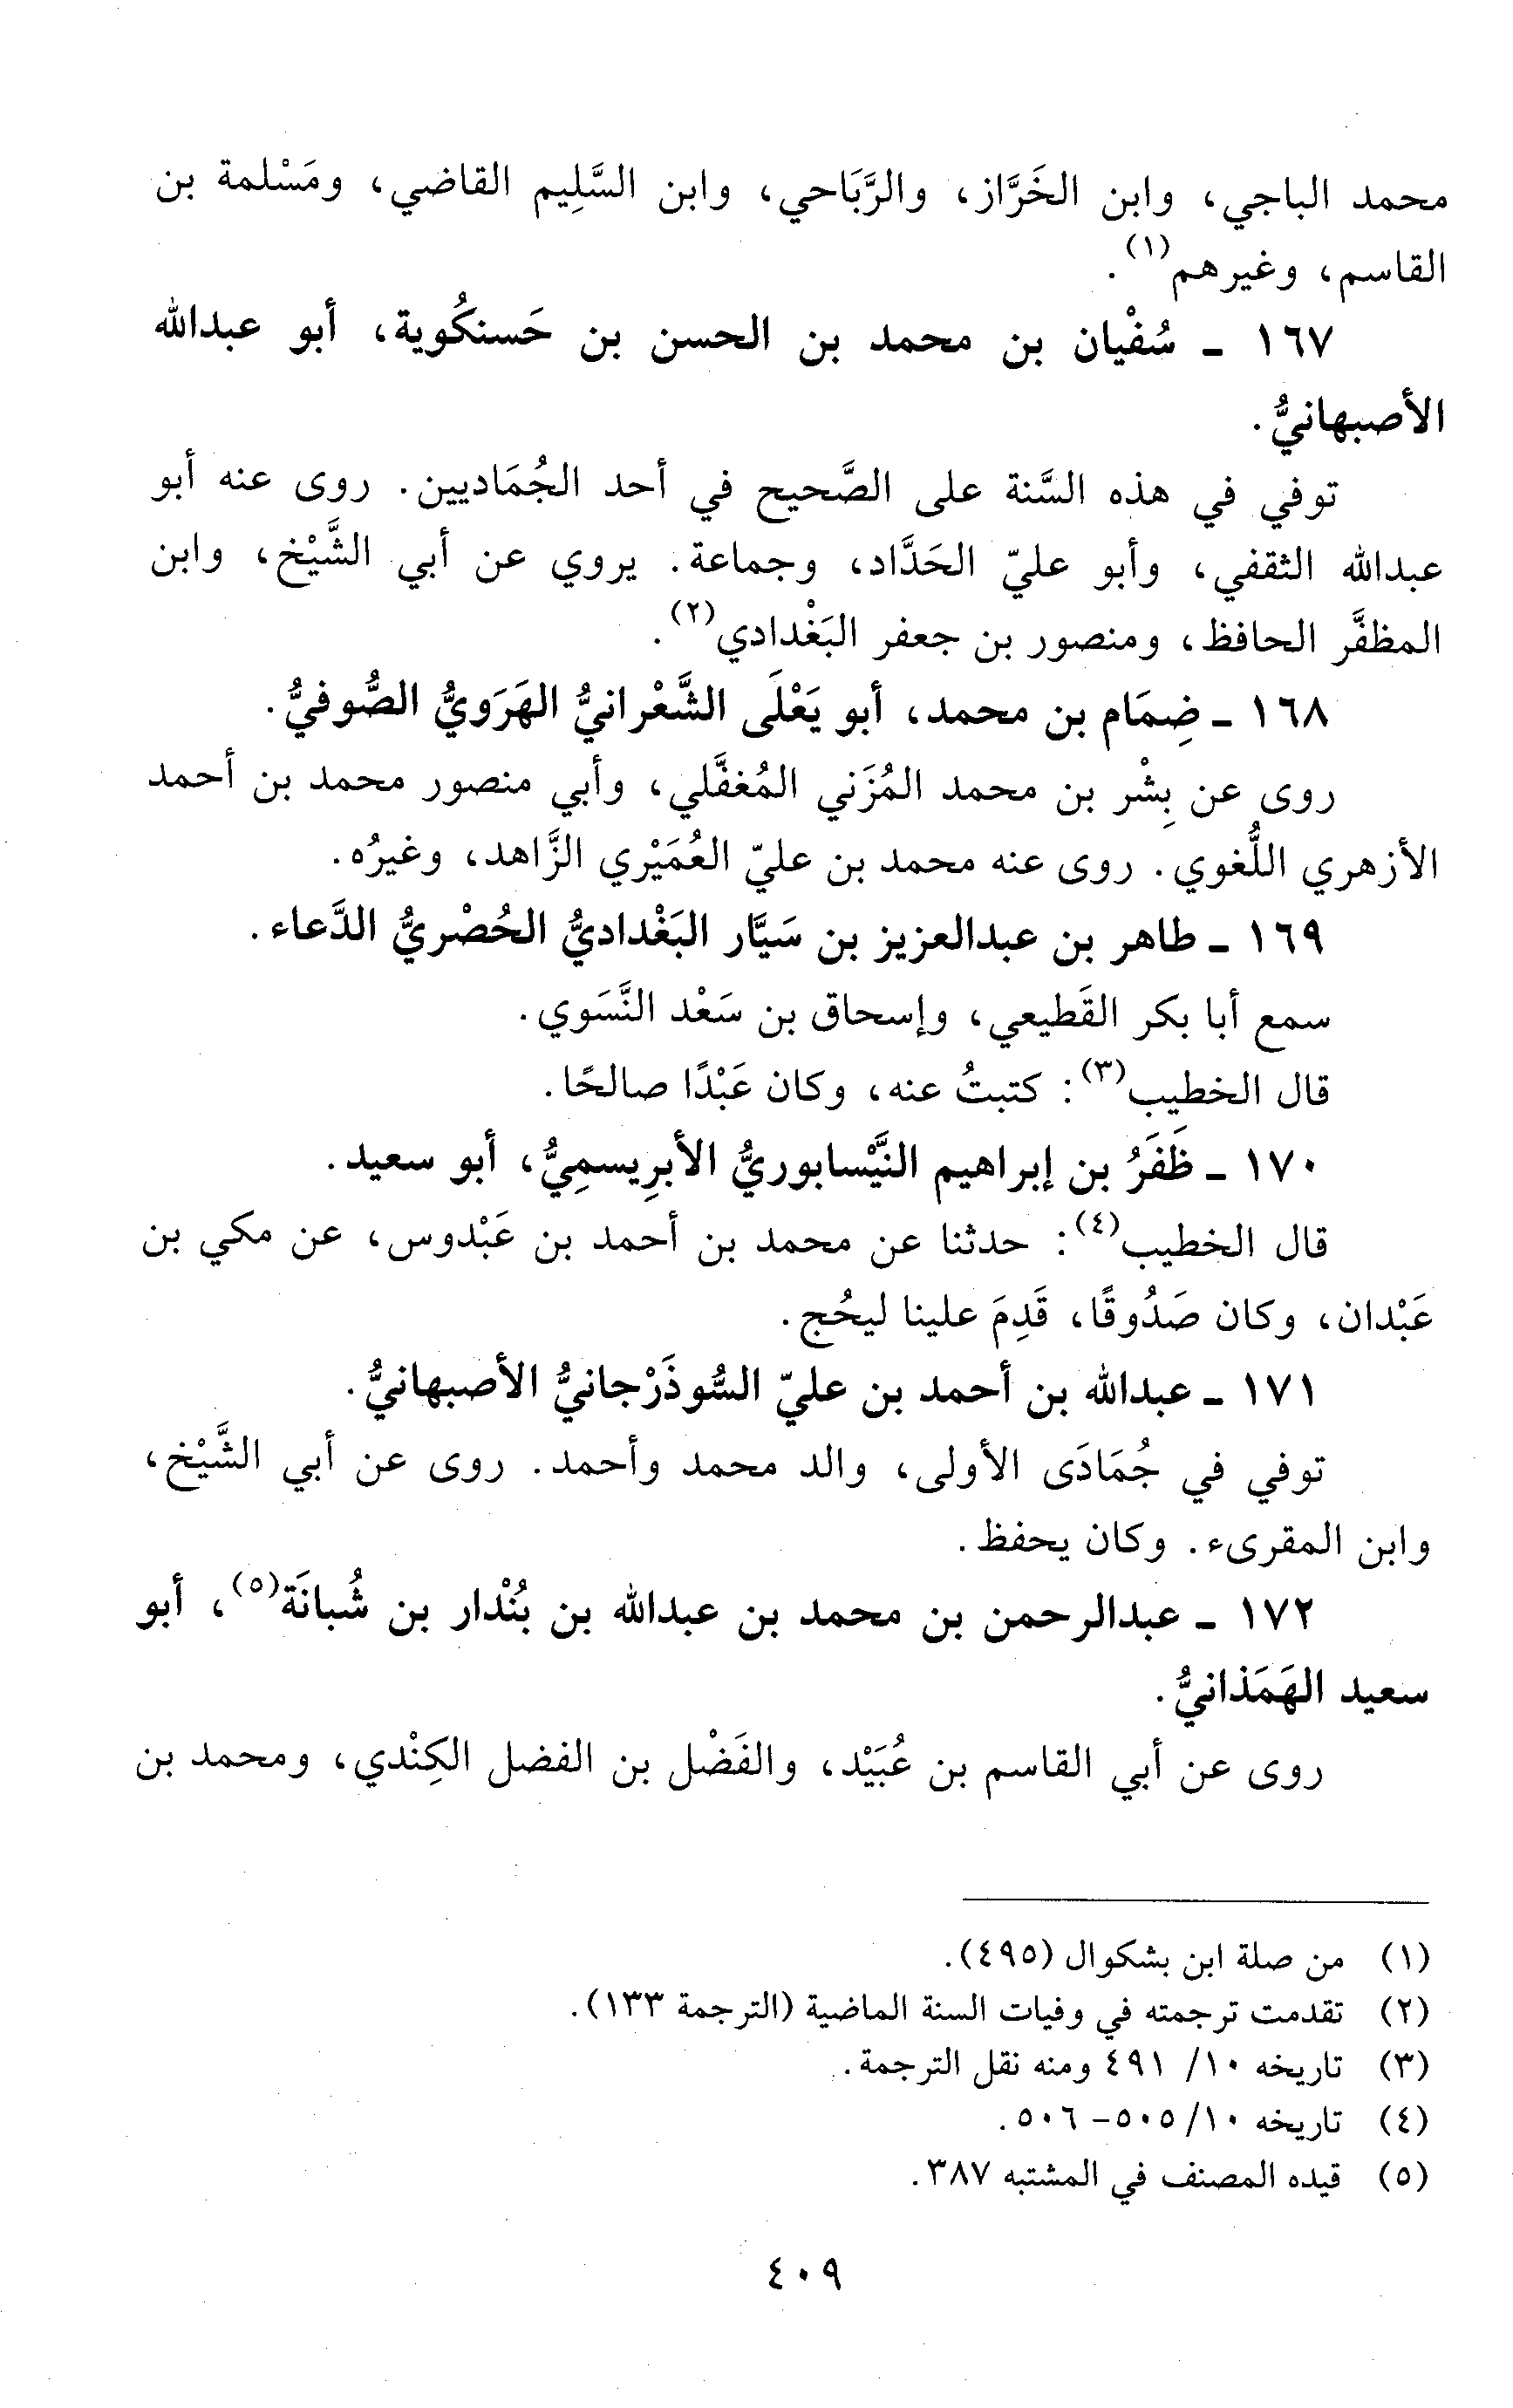 محمد الباجي، وابن الخَرَّاز، والرَّبَاحي، وابن السَّلِيم القاضي، ومَسْلمة بن
القاسم، وغيرهم(١).
١٦٧ ـ سُفْيان بن محمد بن الحسن بن حَسنكُوية، أبو عبدالله
الأصبهانيُّ.
توفي في هذه السَّنة على الصَّحيح في أحد الجُمَاديين. روى عنه أبو
عبدالله الثقفي، وأبو عليّ الحَدَّاد، وجماعة. يروي عن أبي الشَّيْخ، وابن
المظفَّر الحافظ، ومنصور بن جعفر البَغْدادي(٢).
١٦٨ ـ ضِمَام بن محمد، أبو يَعْلَى الشَّعْرانيُّ الهَرَويُّ الصُّوفيُّ.
روى عن بِشْر بن محمد المُزَني المُغفَّلي، وأبي منصور محمد بن أحمد
الأزهري اللُّغوي. روى عنه محمد بن عليّ العُمَيْري الزَّاهد، وغيرُه.
١٦٩ ـ طاهر بن عبدالعزيز بن سَيَّار البَغْداديُّ الحُصْريُّ الدَّعاء.
سمع أبا بكر القَطيعي، وإسحاق بن سَعْد النَّسَوي.
قال الخطيب(٣): كتبتُ عنه، وكان عَبْدًا صالحًا.
١٧٠ ـ ظَفَرُ بن إبراهيم النَّيْسابوريُّ الأبرِيسمِيُّ، أبو سعيد.
قال الخطيب(٤): حدثنا عن محمد بن أحمد بن عَبْدوس، عن مكي بن
عَبْدان، وكان صَدُوقًا، قَدِمَ علينا ليحُج.
١٧١ ـ عبدالله بن أحمد بن عليّ السُّوذَرْجانيُّ الأصبهانيُّ.
توفي في جُمَادَى الأولى، والد محمد وأحمد. روى عن أبي الشَّيْخ،
وابن المقرىء. وكان يحفظ.
١٧٢ ـ عبدالرحمن بن محمد بن عبدالله بن بُنْدار بن شُبانَة(٥)، أبو
سعيد الهَمَذانيُّ.
روى عن أبي القاسم بن عُبَيْد، والفَضْل بن الفضل الكِنْدي، ومحمد بن
(١) من صلة ابن بشكوال (٤٩٥).
(٢) تقدمت ترجمته في وفيات السنة الماضية (الترجمة ١٣٣).
(٣) تاريخه ١٠/ ٤٩١ ومنه نقل الترجمة.
(٤) تاريخه ١٠/ ٥٠٥- ٥٠٦.
(٥) قيده المصنف في المشتبه ٣٨٧.
٤٠٩